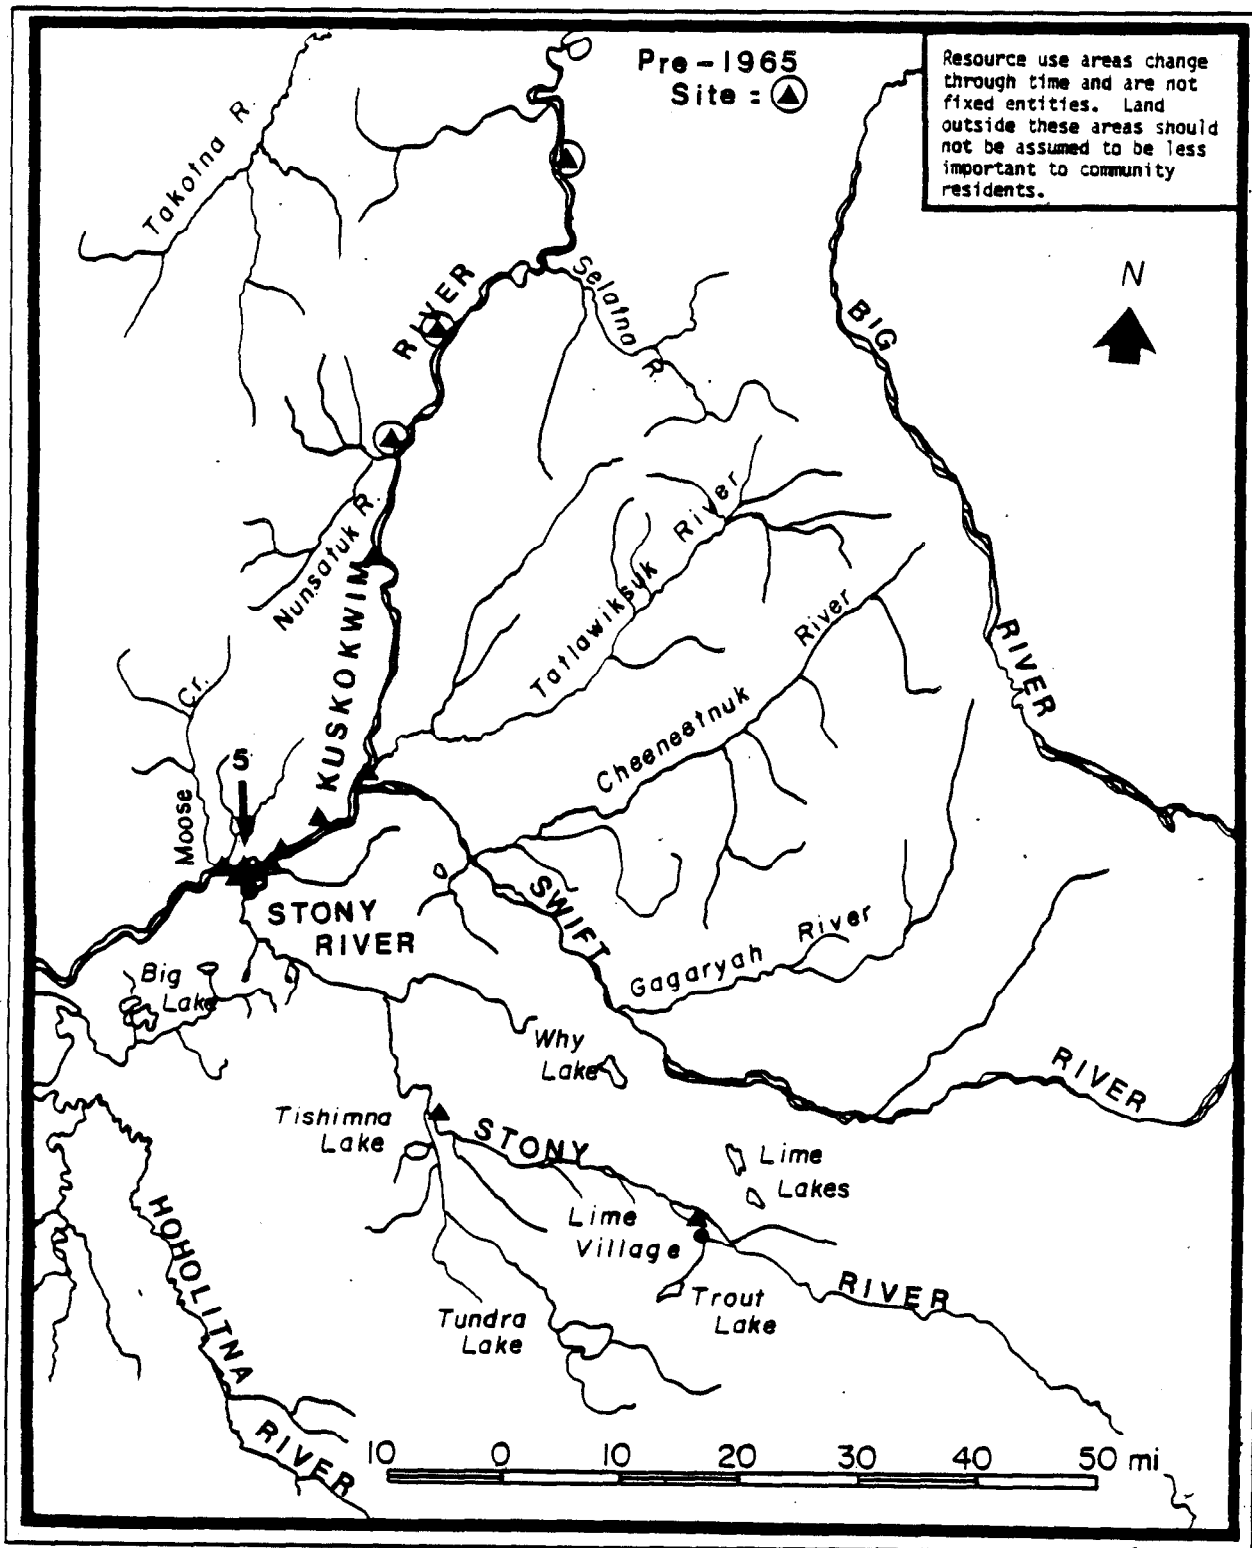 Pre-1965
Site:
Resource use areas change
through time and are not
fixed entities. Land
outside these areas should
not be assumed to be less
important to community
residents.
Takotna R.
N
RIVER
Selatna R.
BIG
RIVER
Nunsatuk R.
KUSKOKWIM
Tatlawiksuk River
Cheeneetnuk River
Moose Cr.
5
STONY
RIVER
SWIFT
RIVER
Gagaryah River
Big
Lake
Why
Lake
Tishimna
Lake
STONY
RIVER
Lime
Lakes
Lime
Village
Trout
Lake
Tundra
Lake
HOHOLITNA
RIVER
10 0 10 20 30 40 50 mi